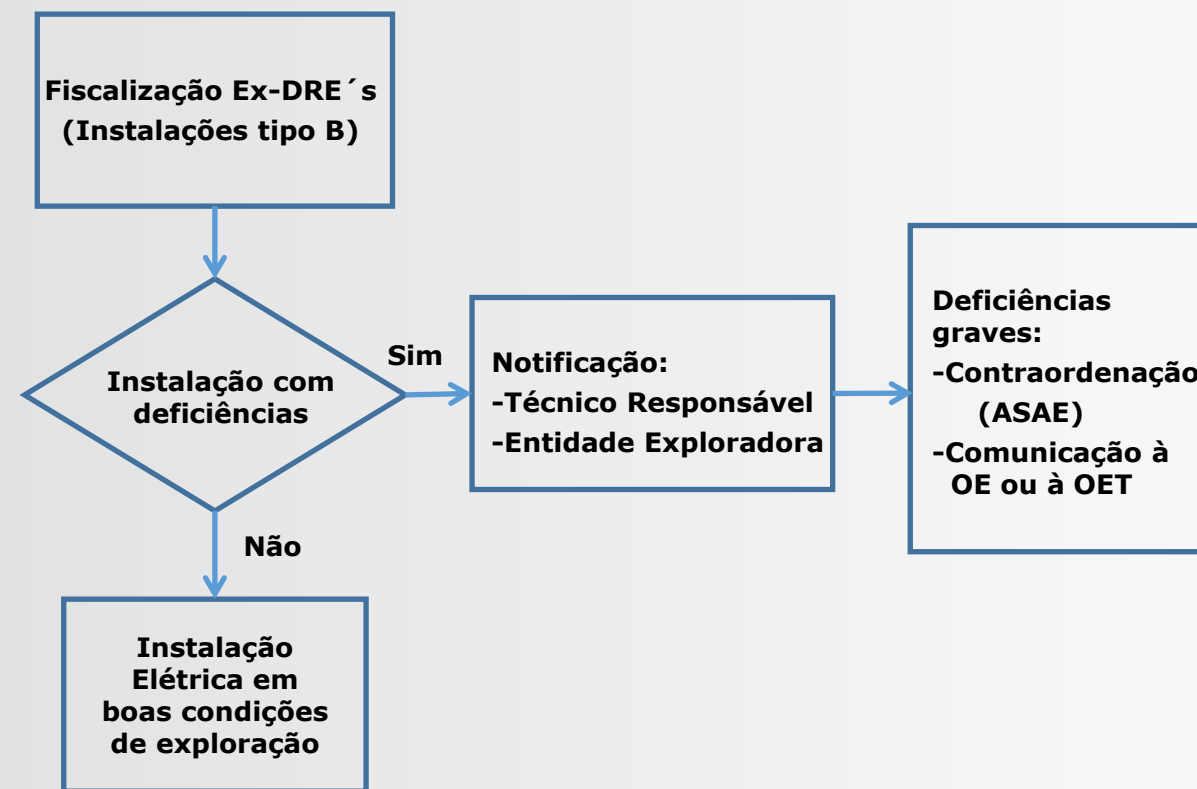 Fiscalização Ex-DRE´s
(Instalações tipo B)
Instalação com
deficiências
Sim
Notificação:
-Técnico Responsável
-Entidade Exploradora
Deficiências
graves:
-Contraordenação
(ASAE)
-Comunicação à
OE ou à OET
Não
Instalação
Elétrica em
boas condições
de exploração